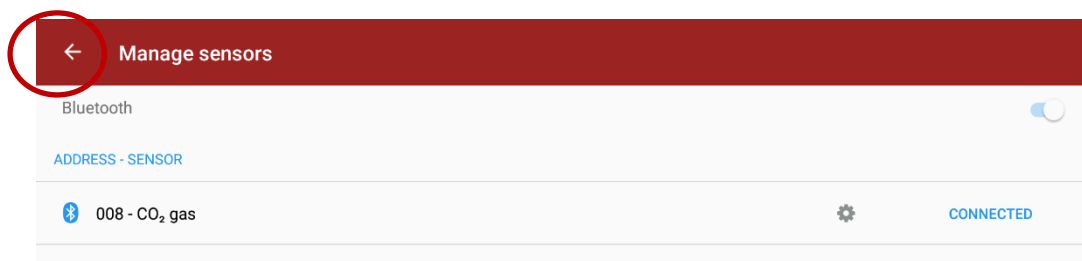 Manage sensors
Bluetooth
ADDRESS - SENSOR
008 - CO₂ gas CONNECTED